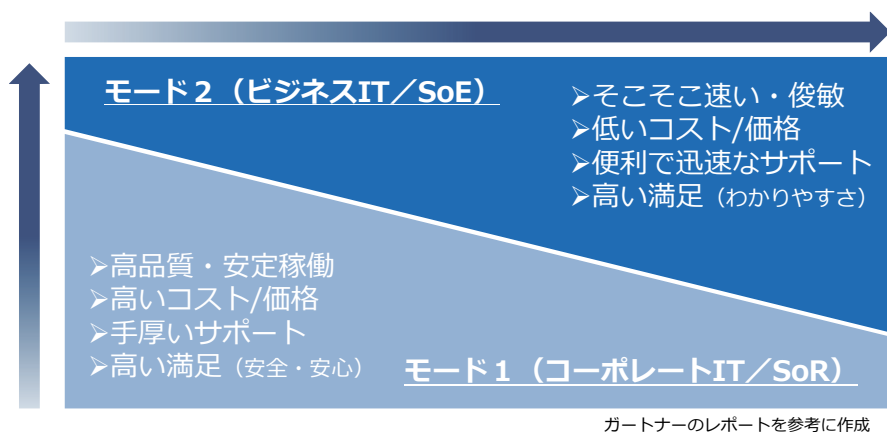 モード２（ビジネスIT／SoE）
➢そこそこ速い・俊敏
➢低いコスト/価格
➢便利で迅速なサポート
➢高い満足（わかりやすさ）
➢高品質・安定稼働
➢高いコスト/価格
➢手厚いサポート
➢高い満足（安全・安心）
モード１（コーポレートIT／SoR）
ガートナーのレポートを参考に作成